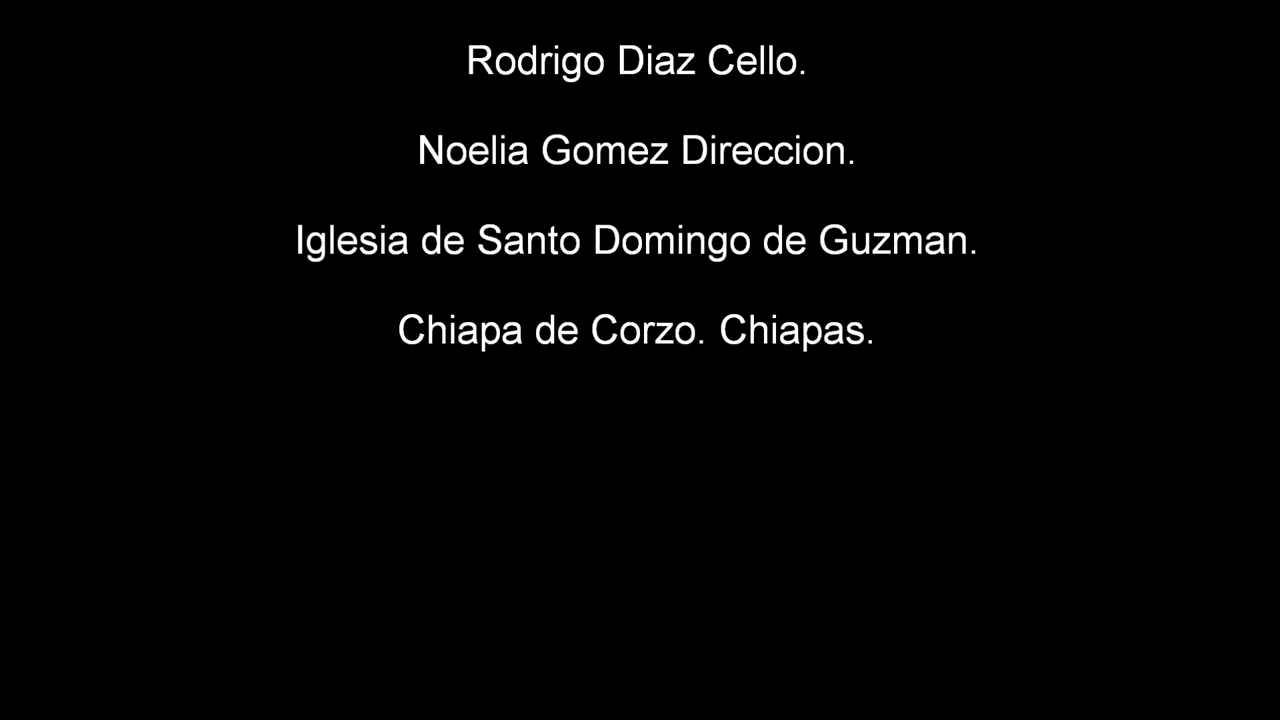 Rodrigo Diaz Cello.
Noelia Gomez Direccion.
Iglesia de Santo Domingo de Guzman.
Chiapa de Corzo. Chiapas.